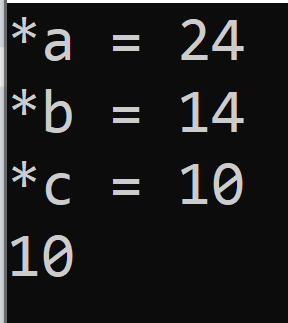 *a = 24
*b = 14
*c = 10
10